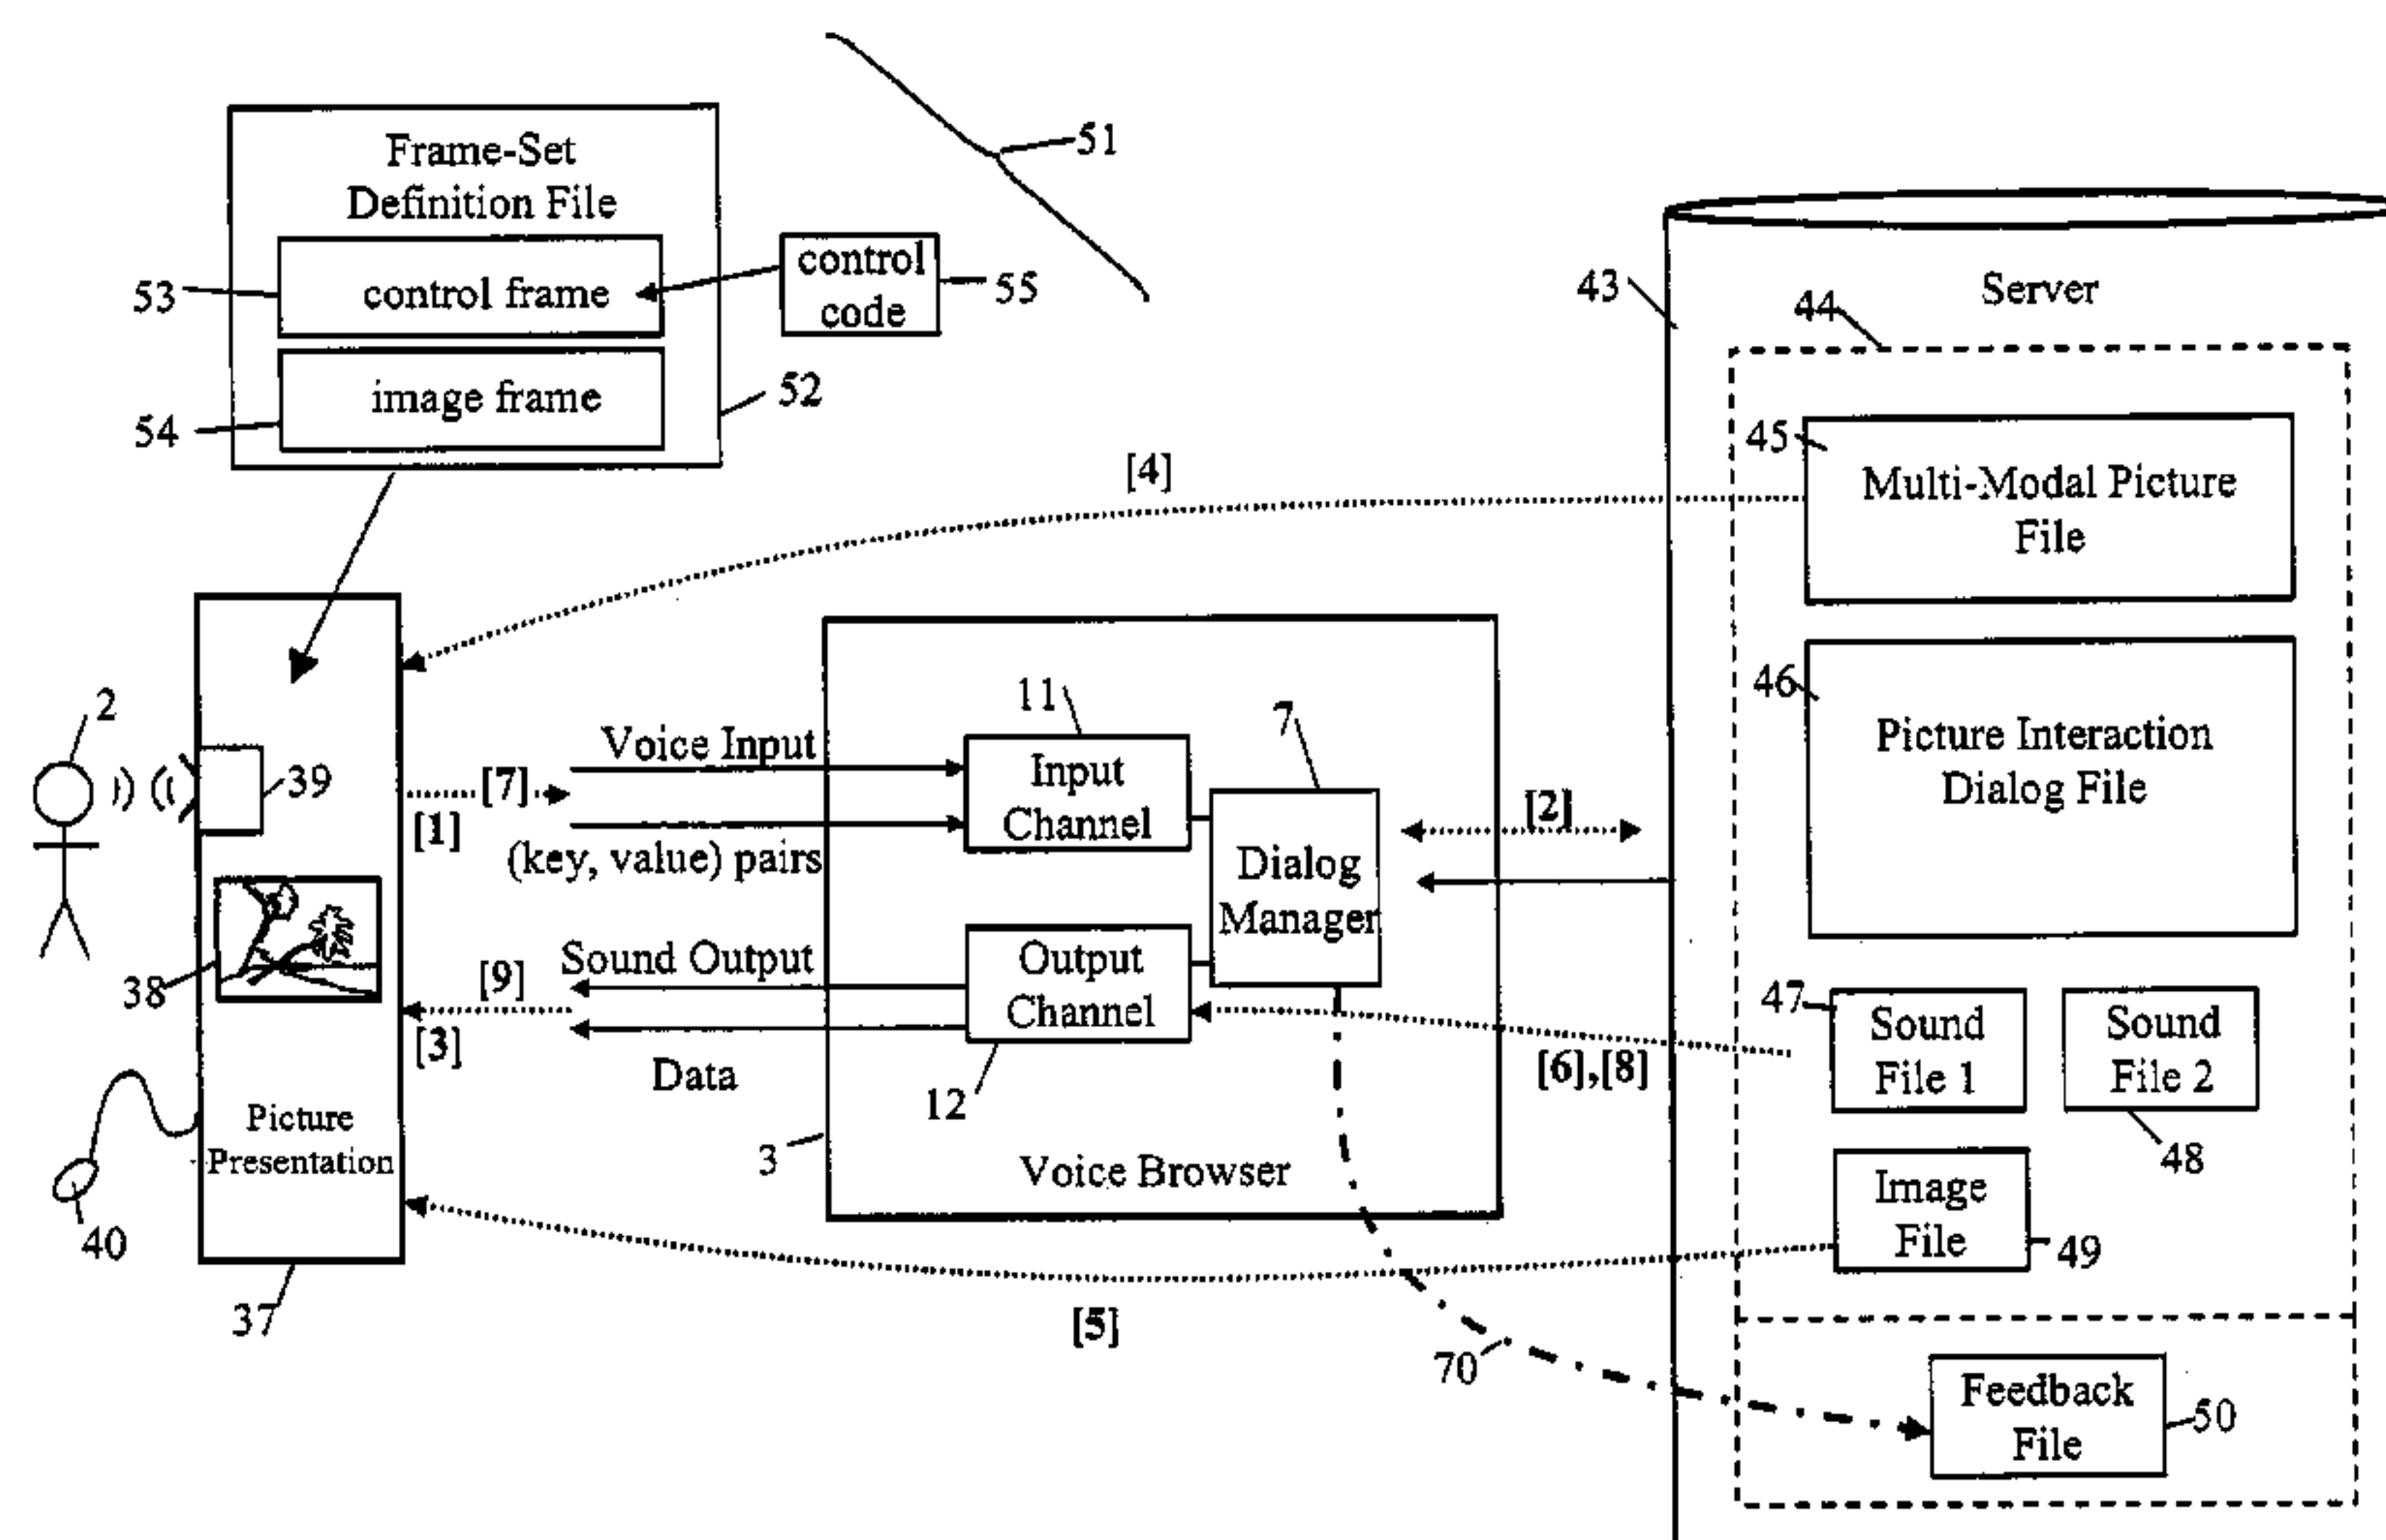 51
Frame-Set
Definition File
53
control frame
control
code
55
54
image frame
52
43
Server
44
45
Multi-Modal Picture
File
[4]
46
Picture Interaction
Dialog File
2
39
[7]
[1]
Voice Input
(key, value) pairs
11
Input
Channel
7
Dialog
Manager
[2]
38
[9]
[3]
Sound Output
Data
Output
Channel
12
[6],[8]
47
Sound
File 1
Sound
File 2
48
Picture
Presentation
40
37
3
Voice Browser
Image
File
49
[5]
70
Feedback
File
50